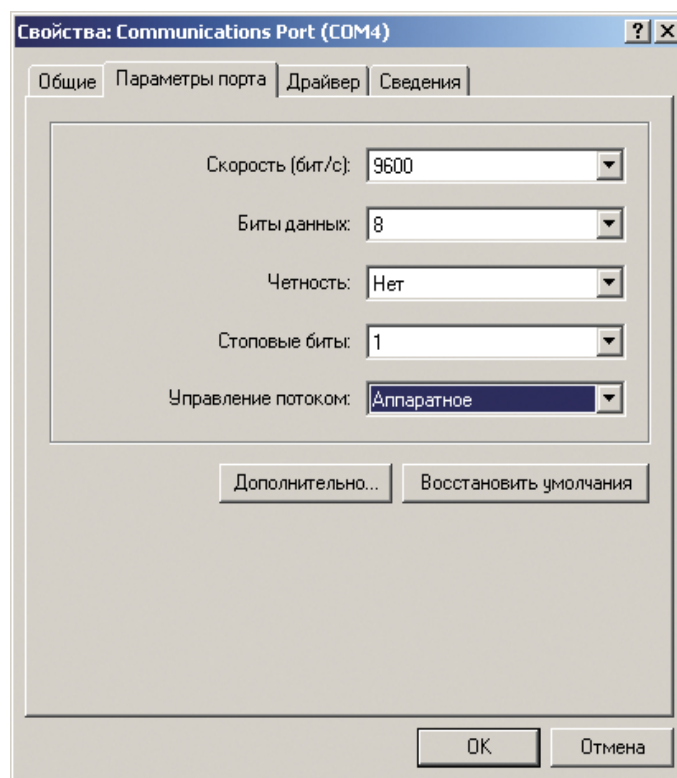 Свойства: Communications Port (COM4)
Общие Параметры порта Драйвер Сведения
Скорость (бит/с): 9600
Биты данных: 8
Четность: Нет
Стоповые биты: 1
Управление потоком: Аппаратное
Дополнительно... Восстановить умолчания
OK Отмена